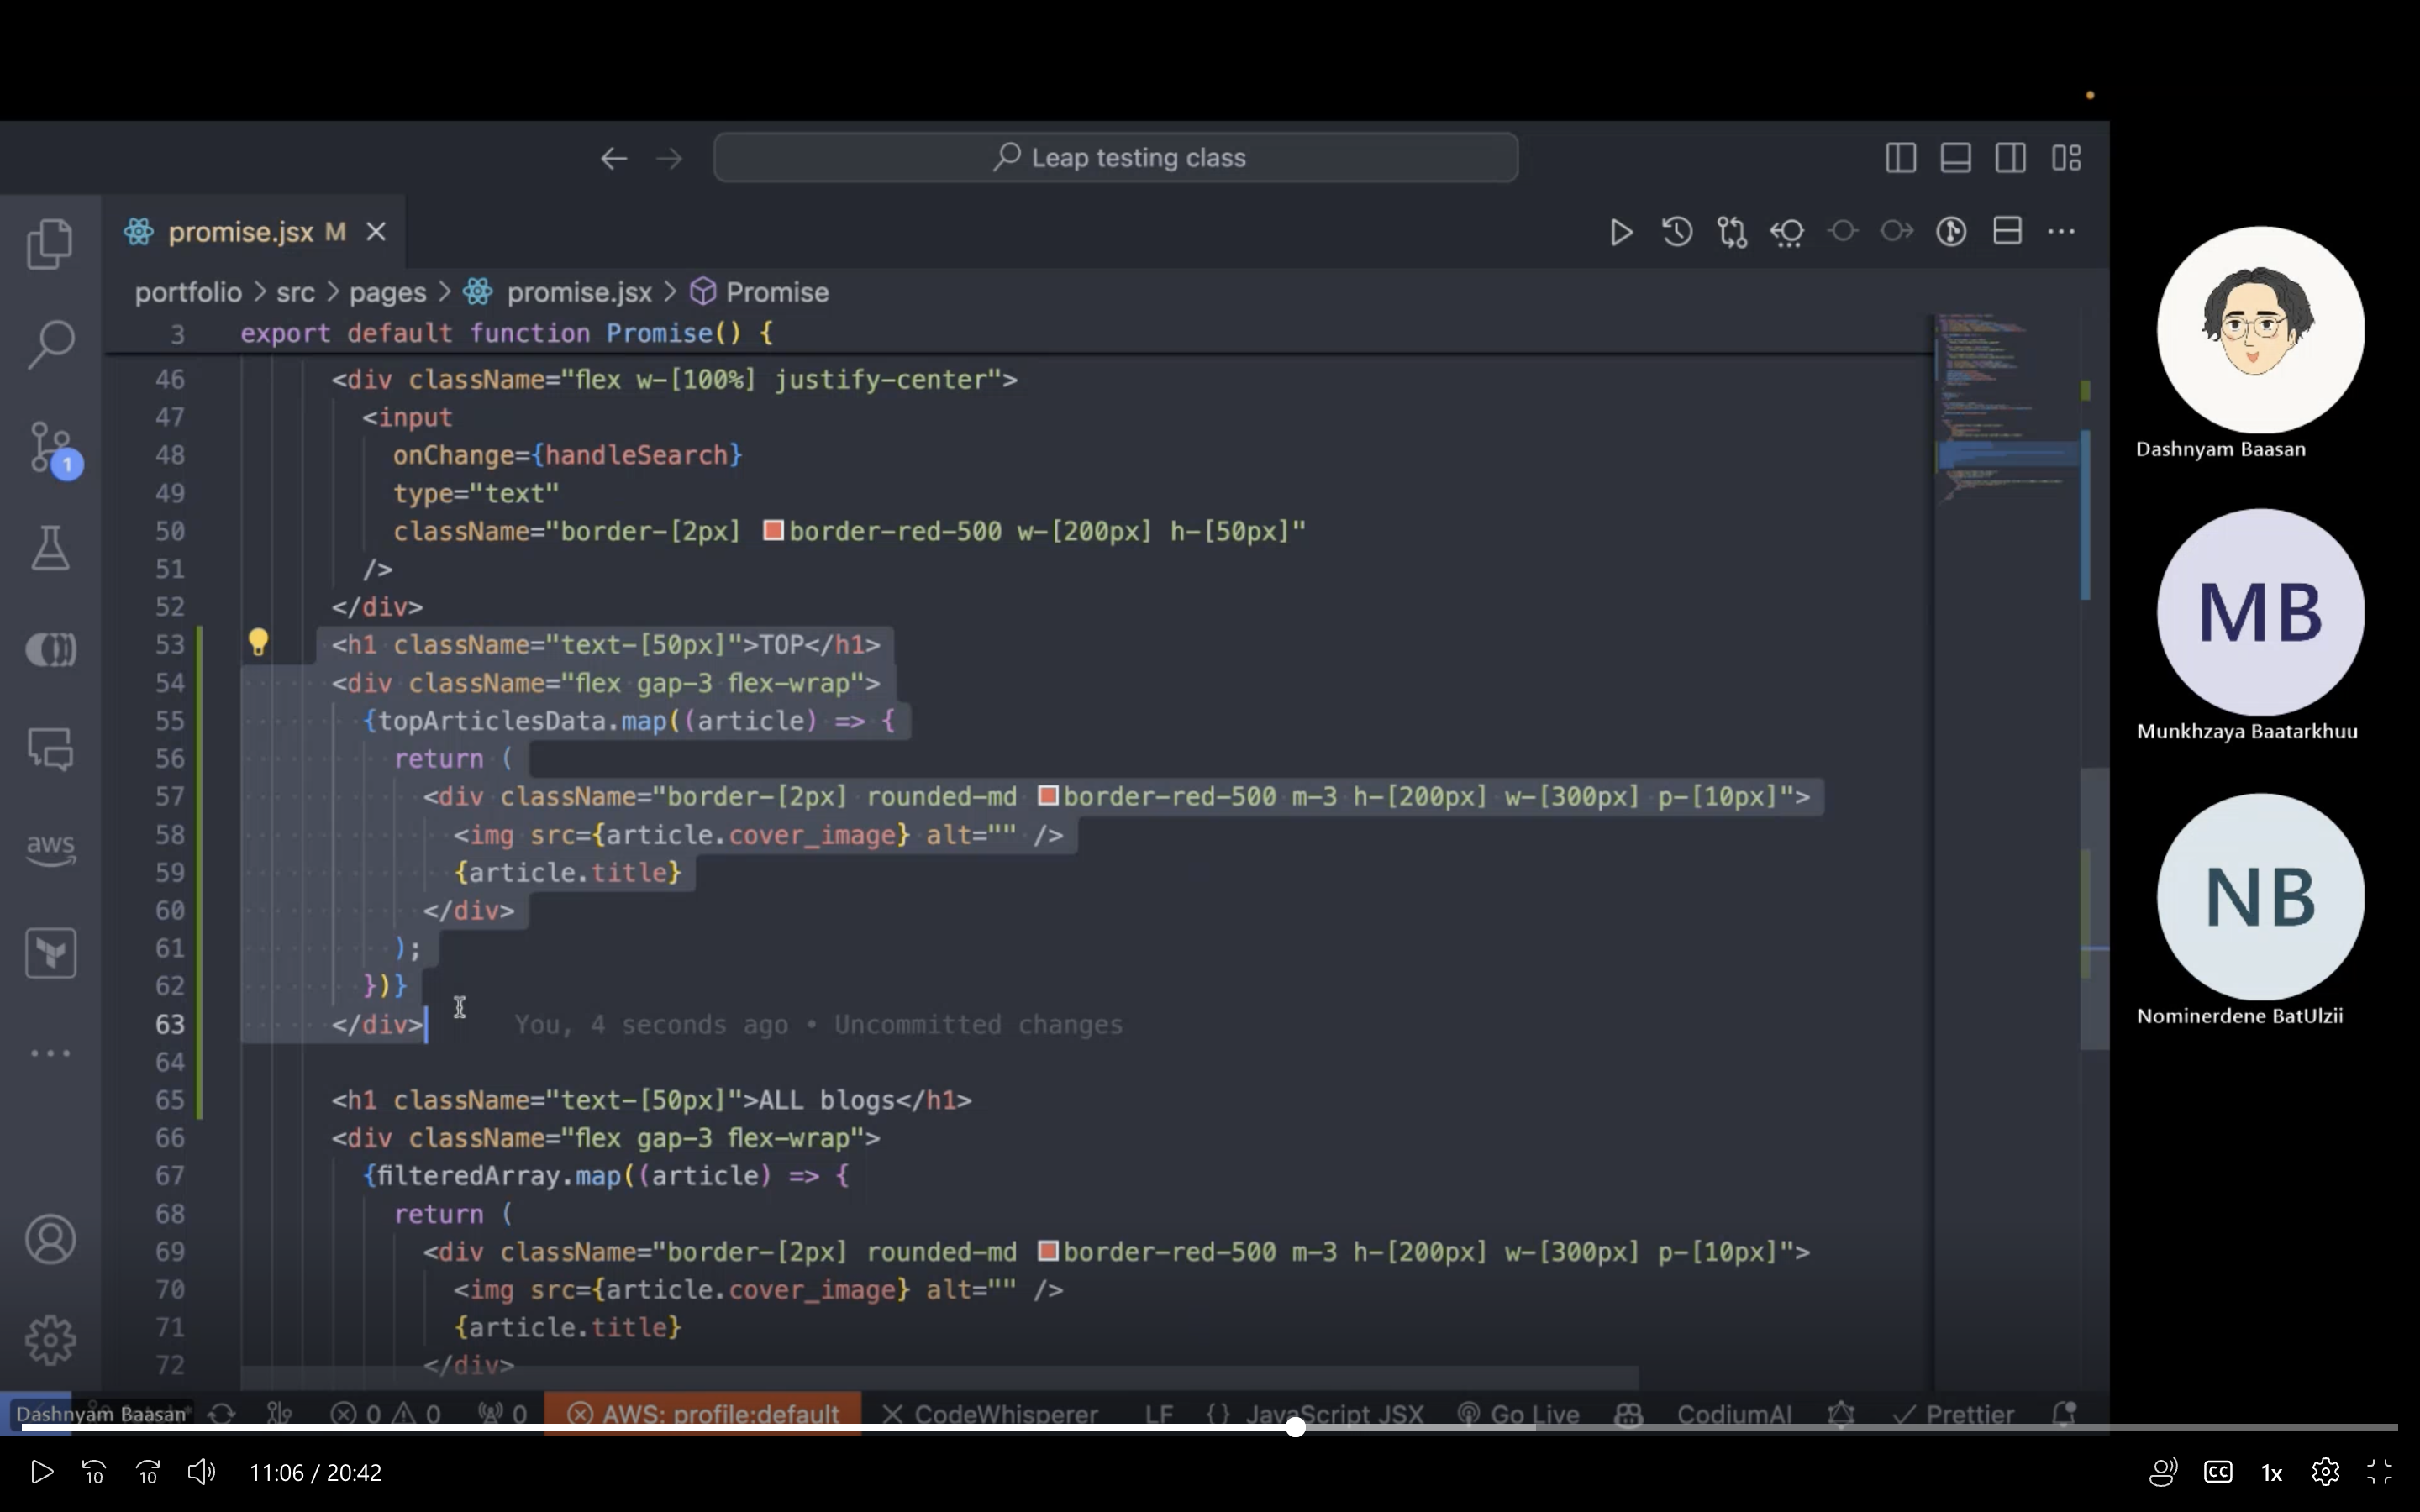 Leap testing class
promise.jsx M
portfolio > src > pages > promise.jsx > Promise
3 export default function Promise() {
46 <div className="flex w-[100%] justify-center">
47 <input
48 onChange={handleSearch}
49 type="text"
50 className="border-[2px] border-red-500 w-[200px] h-[50px]"
51 />
52 </div>
53 <h1 className="text-[50px]">TOP</h1>
54 <div className="flex gap-3 flex-wrap">
55 {topArticlesData.map((article) => {
56 return (
57 <div className="border-[2px] rounded-md border-red-500 m-3 h-[200px] w-[300px] p-[10px]">
58 <img src={article.cover_image} alt="" />
59 {article.title}
60 </div>
61 );
62 })}
63 </div> You, 4 seconds ago • Uncommitted changes
64
65 <h1 className="text-[50px]">ALL blogs</h1>
66 <div className="flex gap-3 flex-wrap">
67 {filteredArray.map((article) => {
68 return (
69 <div className="border-[2px] rounded-md border-red-500 m-3 h-[200px] w-[300px] p-[10px]">
70 <img src={article.cover_image} alt="" />
71 {article.title}
72 </div>
1
aws
Dashnyam Baasan
MB
Munkhzaya Baatarkhuu
NB
Nominerdene BatUlzii
Dashnyam Baasan 0 0 0 AWS: profile:default CodeWhisperer LF {} JavaScript JSX Go Live CodiumAI Prettier
10 10 11:06 / 20:42 CC 1x